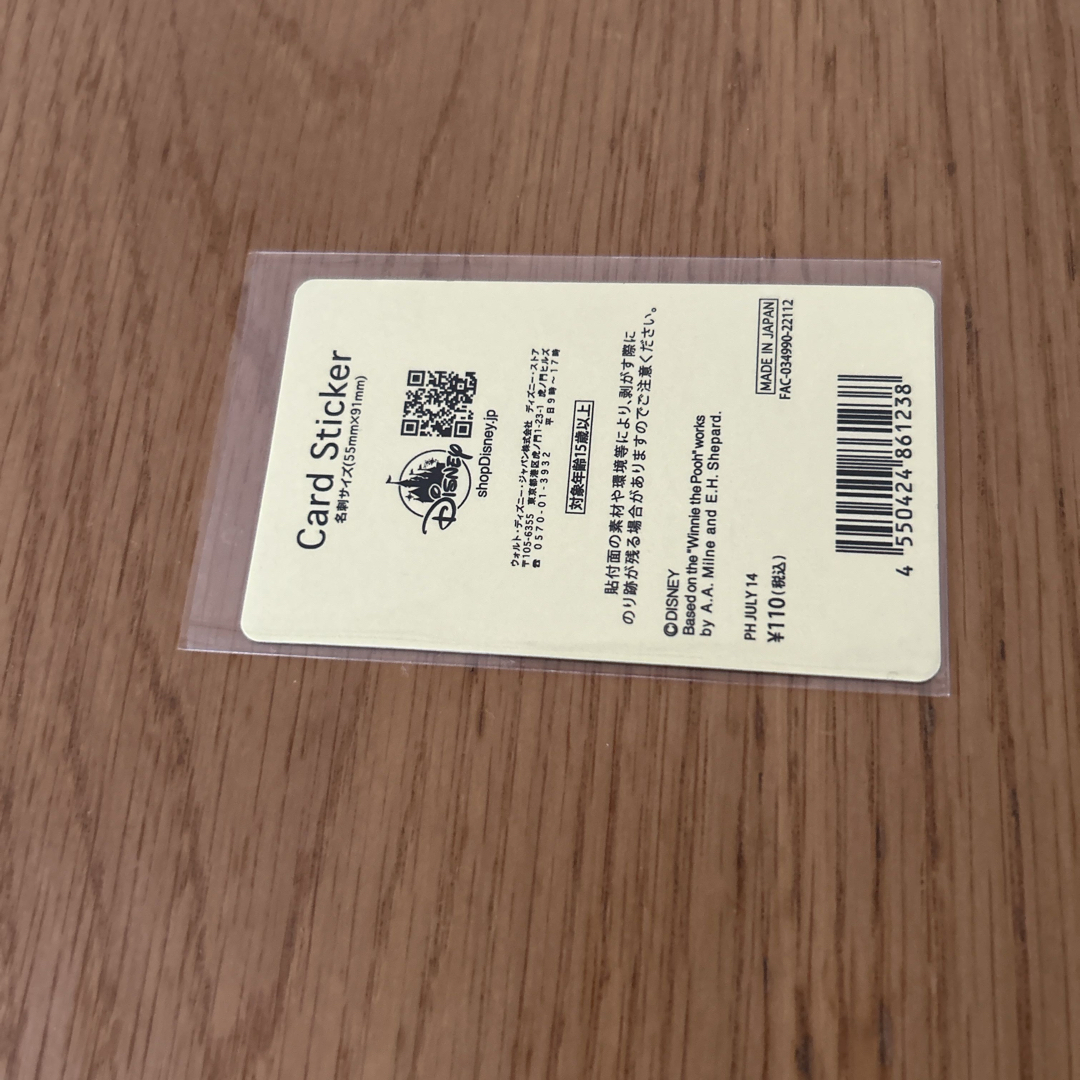 Card Sticker
名刺サイズ(55mm×91mm)
Disney
shopDisney.jp
ウォルト・ディズニー・ジャパン株式会社 ディズニー・ストア
〒105-6355 東京都港区虎ノ門1-23-1 虎ノ門ヒルズ
☎ 0570-01-3932 平日9時～17時
対象年齢15歳以上
貼付面の素材や環境等により、剥がす際に
のり跡が残る場合がありますのでご注意ください。
©DISNEY
Based on the "Winnie the Pooh" works
by A.A. Milne and E.H. Shepard.
PH JULY 14
¥110(税込)
MADE IN JAPAN
FAC-034990-22112
4 550424 861238